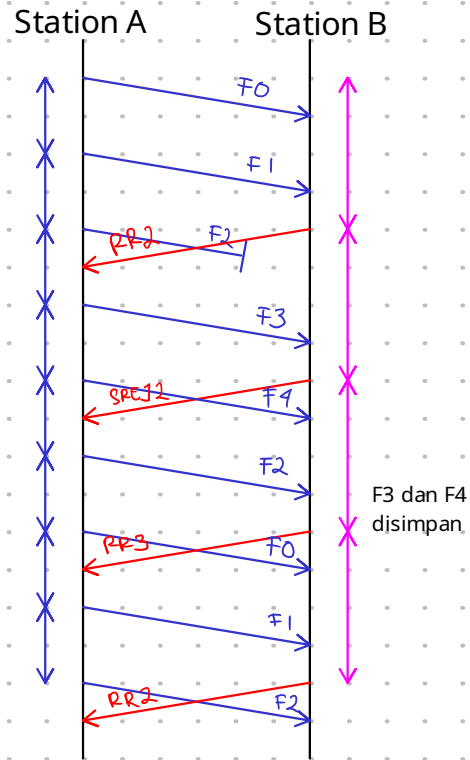 Station A
Station B
F0
F1
F2
RR2
F3
SREJ2
F4
F2
F3 dan F4
disimpan
RR3
F0
F1
RR2
F2